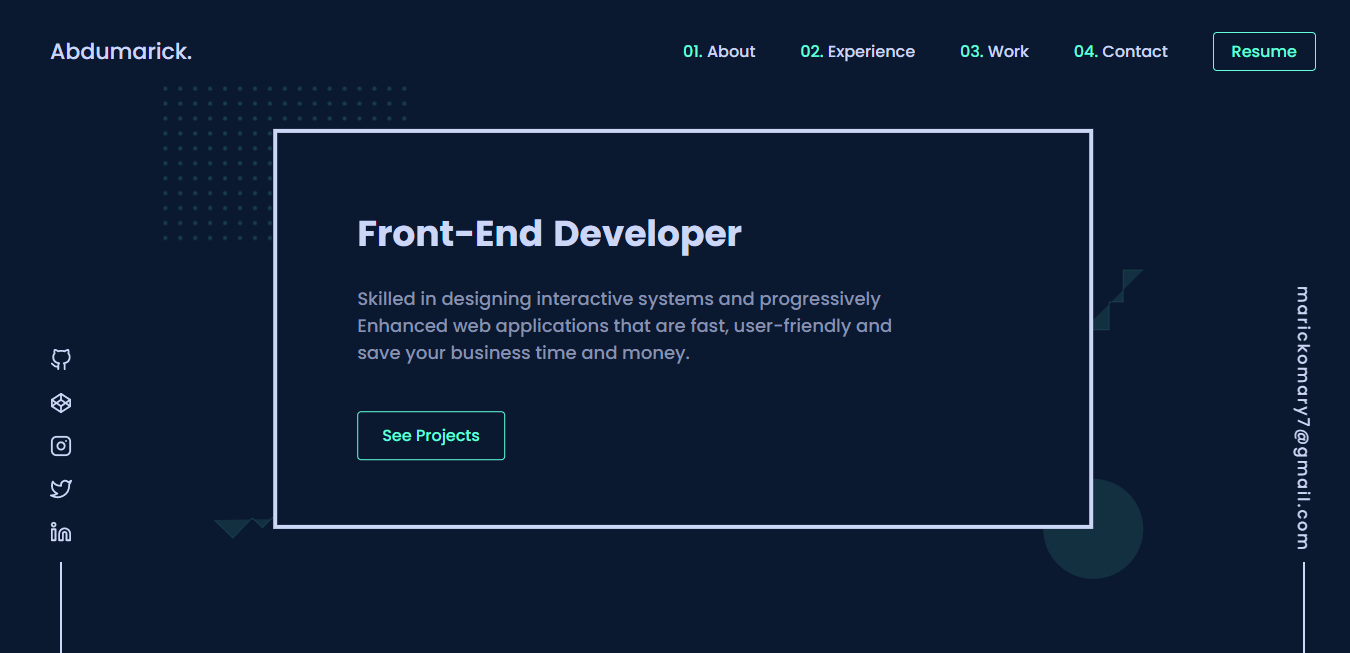 Abdumarick.
01. About 02. Experience 03. Work 04. Contact Resume
Front-End Developer
Skilled in designing interactive systems and progressively
Enhanced web applications that are fast, user-friendly and
save your business time and money.
See Projects
marickomary7@gmail.com